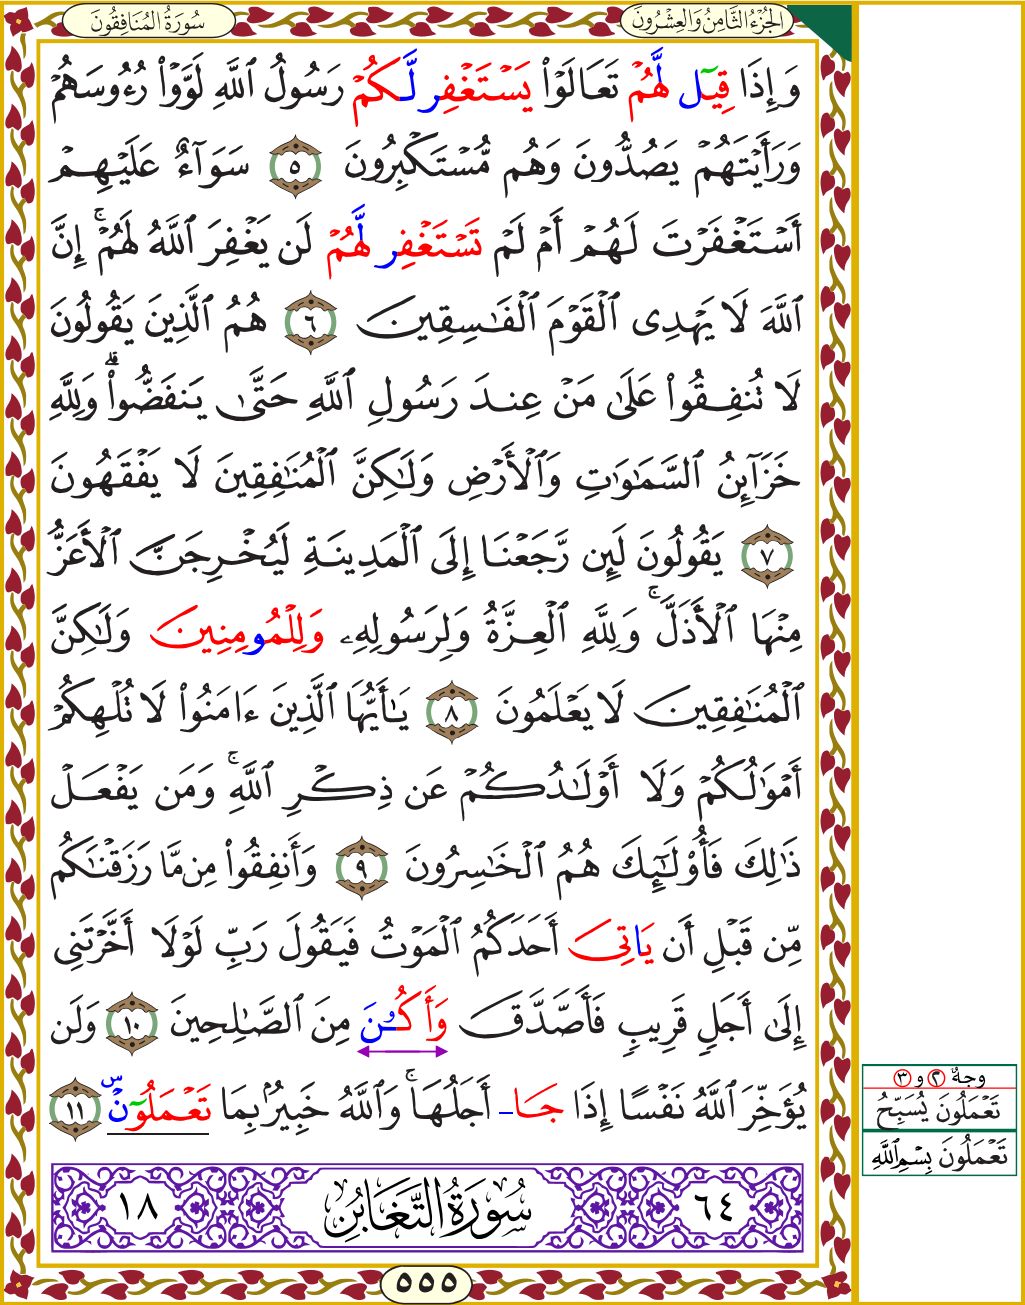 سُورَةُ المُنَافِقُونَ
الجُزْءُ الثَّامِنُ وَالعِشْرُونَ
وَإِذَا قِيلَ لَّهُمْ تَعَالَوْا۟ يَسْتَغْفِر لَّكُمْ رَسُولُ ٱللَّهِ لَوَّوْا۟ رُءُوسَهُمْ
وَرَأَيْتَهُمْ يَصُدُّونَ وَهُم مُّسْتَكْبِرُونَ ٥ سَوَآءٌ عَلَيْهِمْ
أَسْتَغْفَرْتَ لَهُمْ أَمْ لَمْ تَسْتَغْفِر لَّهُمْ لَن يَغْفِرَ ٱللَّهُ لَهُمْۚ إِنَّ
ٱللَّهَ لَا يَهْدِى ٱلْقَوْمَ ٱلْفَٰسِقِينَ ٦ هُمُ ٱلَّذِينَ يَقُولُونَ
لَا تُنفِقُوا۟ عَلَىٰ مَنْ عِندَ رَسُولِ ٱللَّهِ حَتَّىٰ يَنفَضُّوا۟ۗ وَلِلَّهِ
خَزَآئِنُ ٱلسَّمَٰوَٰتِ وَٱلْأَرْضِ وَلَٰكِنَّ ٱلْمُنَٰفِقِينَ لَا يَفْقَهُونَ
٧ يَقُولُونَ لَئِن رَّجَعْنَا إِلَى ٱلْمَدِينَةِ لَيُخْرِجَنَّ ٱلْأَعَزُّ
مِنْهَا ٱلْأَذَلَّۚ وَلِلَّهِ ٱلْعِزَّةُ وَلِرَسُولِهِۦ وَلِلْمُومِنِينَ وَلَٰكِنَّ
ٱلْمُنَٰفِقِينَ لَا يَعْلَمُونَ ٨ يَٰأَيُّهَا ٱلَّذِينَ ءَامَنُوا۟ لَا تُلْهِكُمْ
أَمْوَٰلُكُمْ وَلَا أَوْلَٰدُكُمْ عَن ذِكْرِ ٱللَّهِۚ وَمَن يَفْعَلْ
ذَٰلِكَ فَأُو۟لَٰٓئِكَ هُمُ ٱلْخَٰسِرُونَ ٩ وَأَنفِقُوا۟ مِن مَّا رَزَقْنَٰكُم
مِّن قَبْلِ أَن يَاتِىَ أَحَدَكُمُ ٱلْمَوْتُ فَيَقُولَ رَبِّ لَوْلَا أَخَّرْتَنِى
إِلَىٰ أَجَلٍ قَرِيبٍ فَأَصَّدَّقَ وَأَكُونَ مِنَ ٱلصَّٰلِحِينَ ١٠ وَلَن
يُؤَخِّرَ ٱللَّهُ نَفْسًا إِذَا جَا أَجَلُهَاۚ وَٱللَّهُ خَبِيرٌۢ بِمَا تَعْمَلُونَ ١١
وجهُ ٢ و ٣
تَعْمَلُونَ يُسَبِّحُ
تَعْمَلُونَ بِسْمِ ٱللَّهِ
٦٤ سُورَةُ التَّغَابُنِ ١٨
٥٥٥